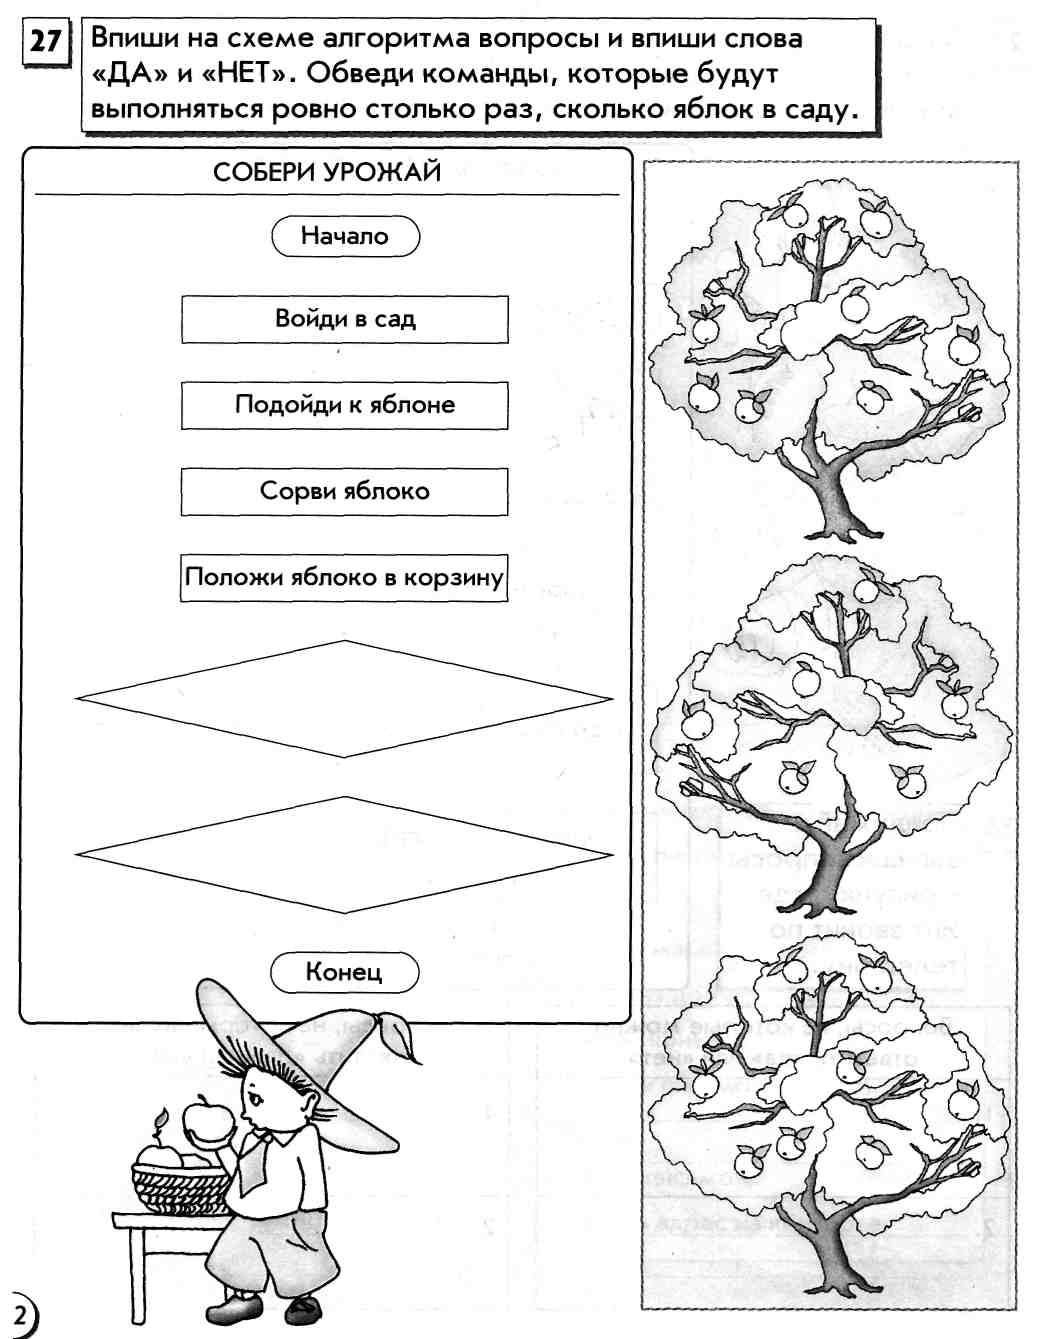 27
Впиши на схеме алгоритма вопросы и впиши слова
«ДА» и «НЕТ». Обведи команды, которые будут
выполняться ровно столько раз, сколько яблок в саду.
СОБЕРИ УРОЖАЙ
Начало
Войди в сад
Подойди к яблоне
Сорви яблоко
Положи яблоко в корзину
Конец
2